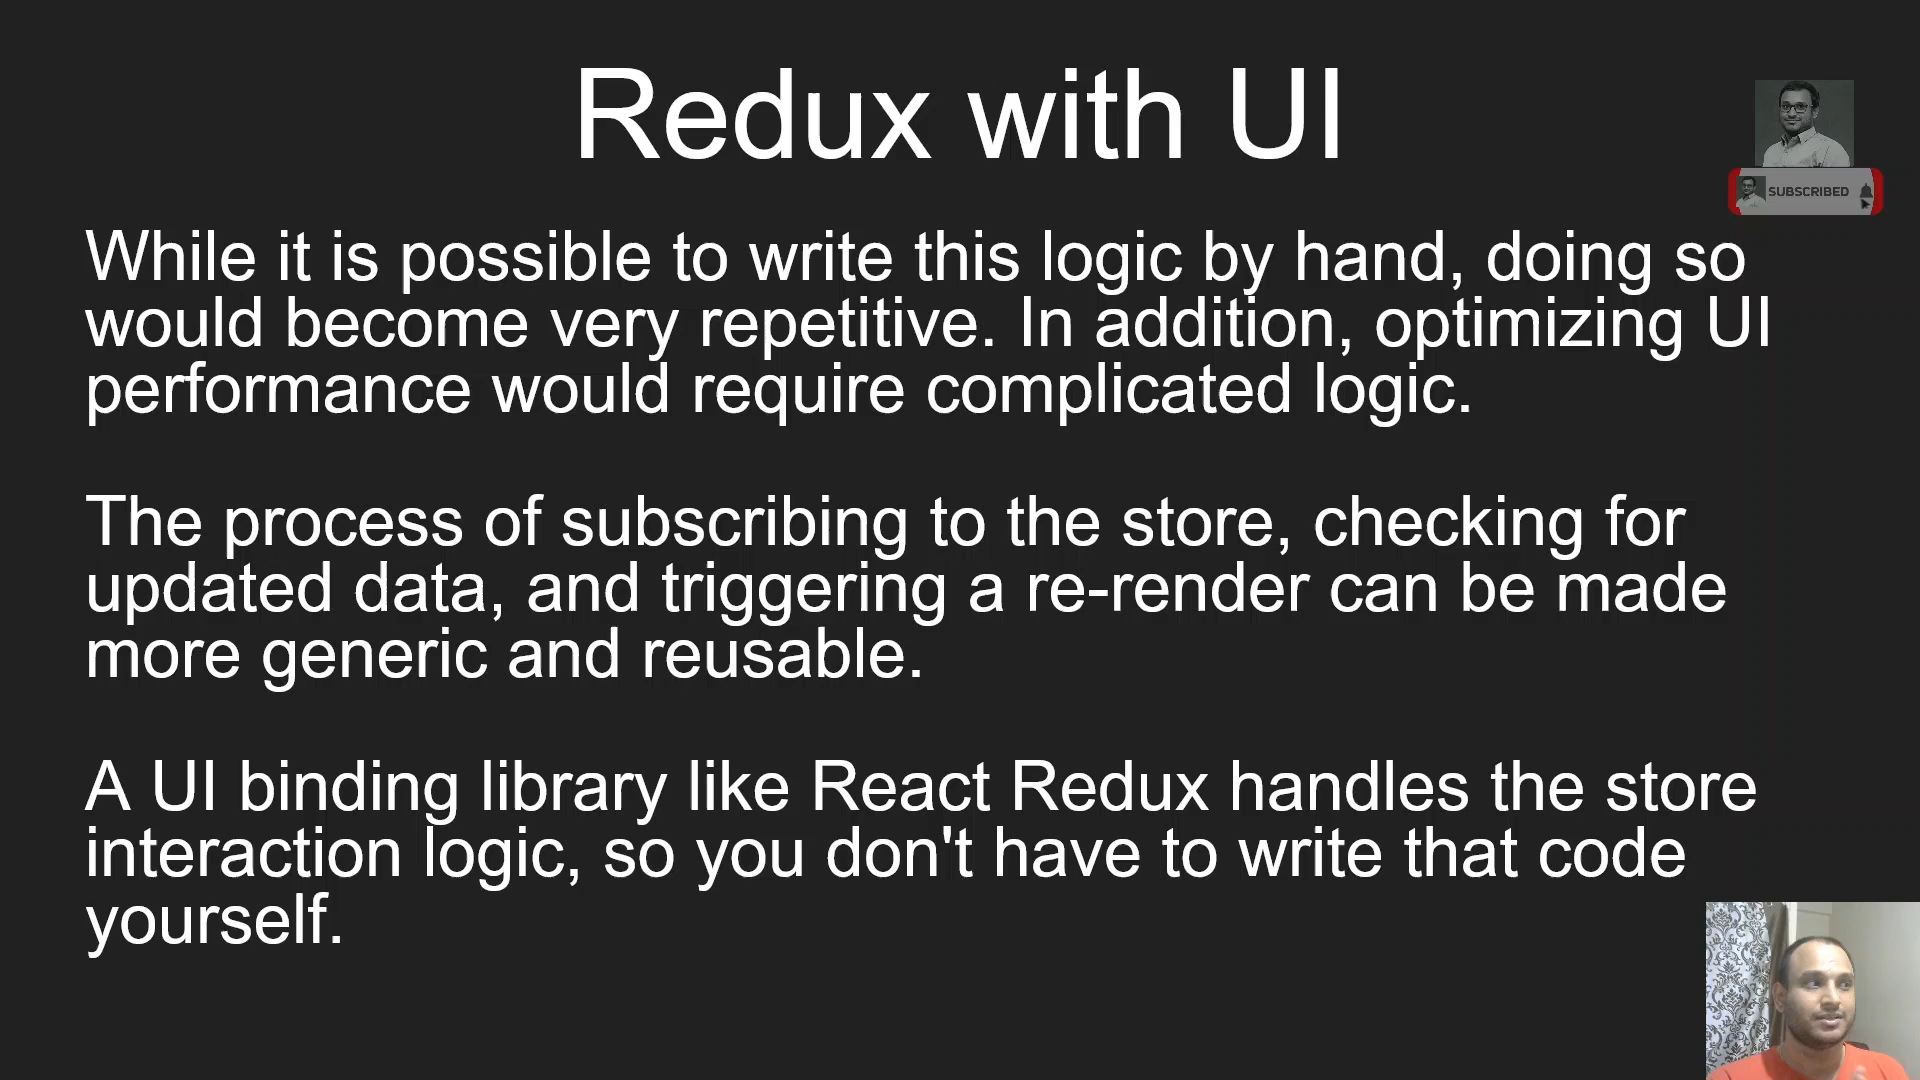 Redux with UI
SUBSCRIBED
While it is possible to write this logic by hand, doing so
would become very repetitive. In addition, optimizing UI
performance would require complicated logic.
The process of subscribing to the store, checking for
updated data, and triggering a re-render can be made
more generic and reusable.
A UI binding library like React Redux handles the store
interaction logic, so you don't have to write that code
yourself.